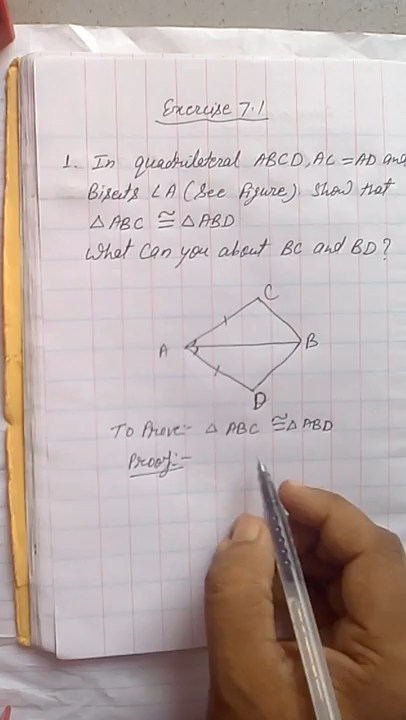 Exercise 7.1
1. In quadrilateral ABCD, AC = AD and
Bisects ∠A (See figure). Show that
△ ABC ≅ △ ABD
What Can you about BC and BD?
C
A
B
D
To Prove:- △ ABC ≅ △ ABD
Proof:-